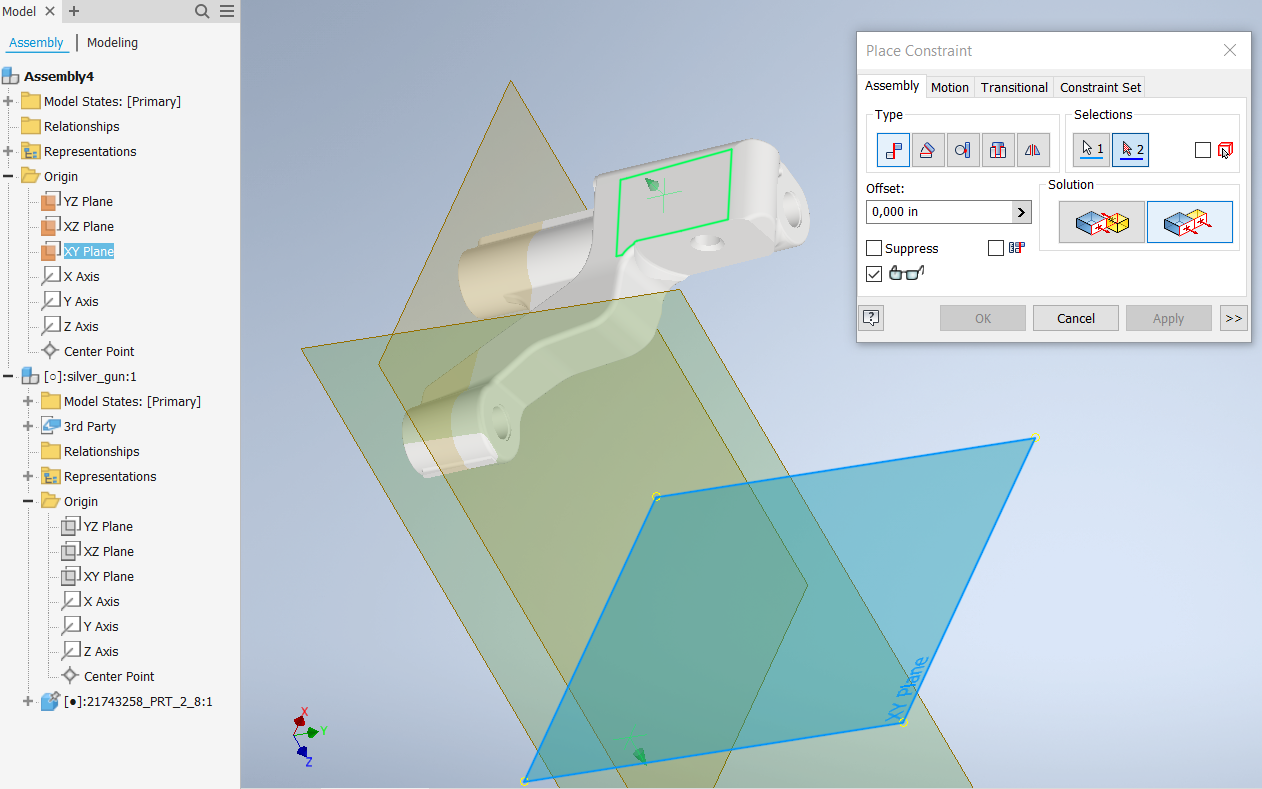 Model
Assembly | Modeling
Assembly4
Model States: [Primary]
Relationships
Representations
Origin
YZ Plane
XZ Plane
XY Plane
X Axis
Y Axis
Z Axis
Center Point
[○]:silver_gun:1
Model States: [Primary]
3rd Party
Relationships
Representations
Origin
YZ Plane
XZ Plane
XY Plane
X Axis
Y Axis
Z Axis
Center Point
[●]:21743258_PRT_2_8:1
Place Constraint
Assembly Motion Transitional Constraint Set
Type
Selections
1 2
Offset:
0,000 in
Solution
Suppress
OK Cancel Apply >>
XY Plane
X
Y
Z